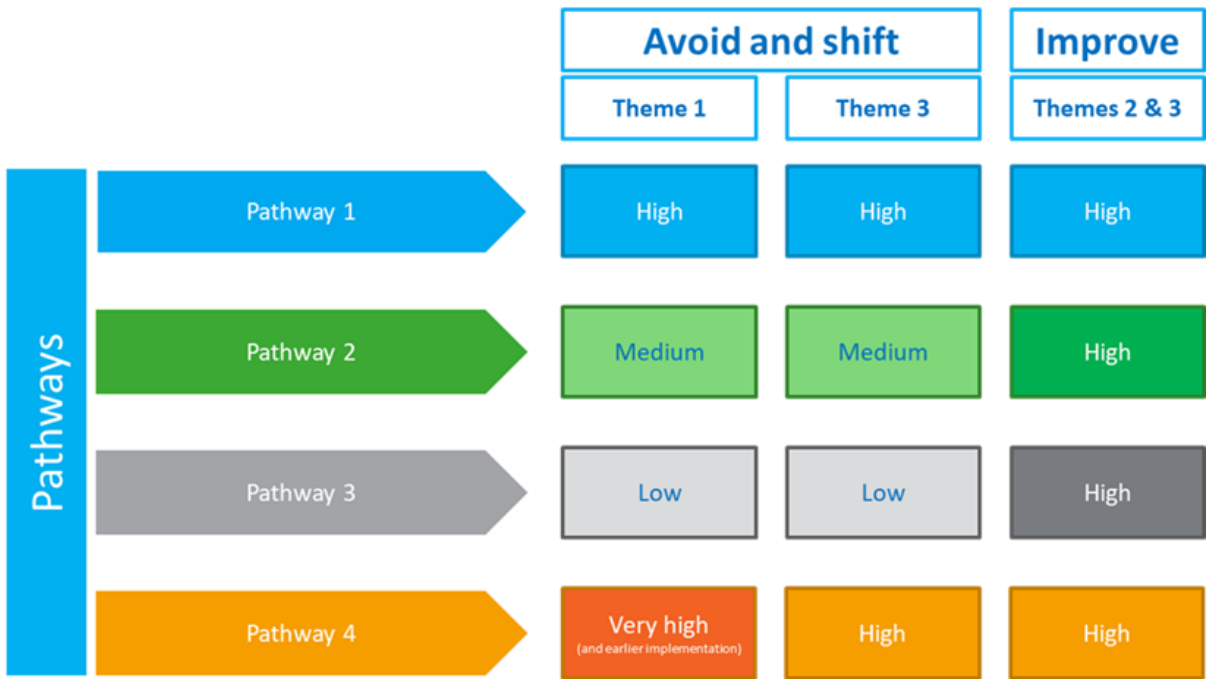 Avoid and shift
Improve
Theme 1
Theme 3
Themes 2 & 3
Pathways
Pathway 1
High
High
High
Pathway 2
Medium
Medium
High
Pathway 3
Low
Low
High
Pathway 4
Very high
(and earlier implementation)
High
High